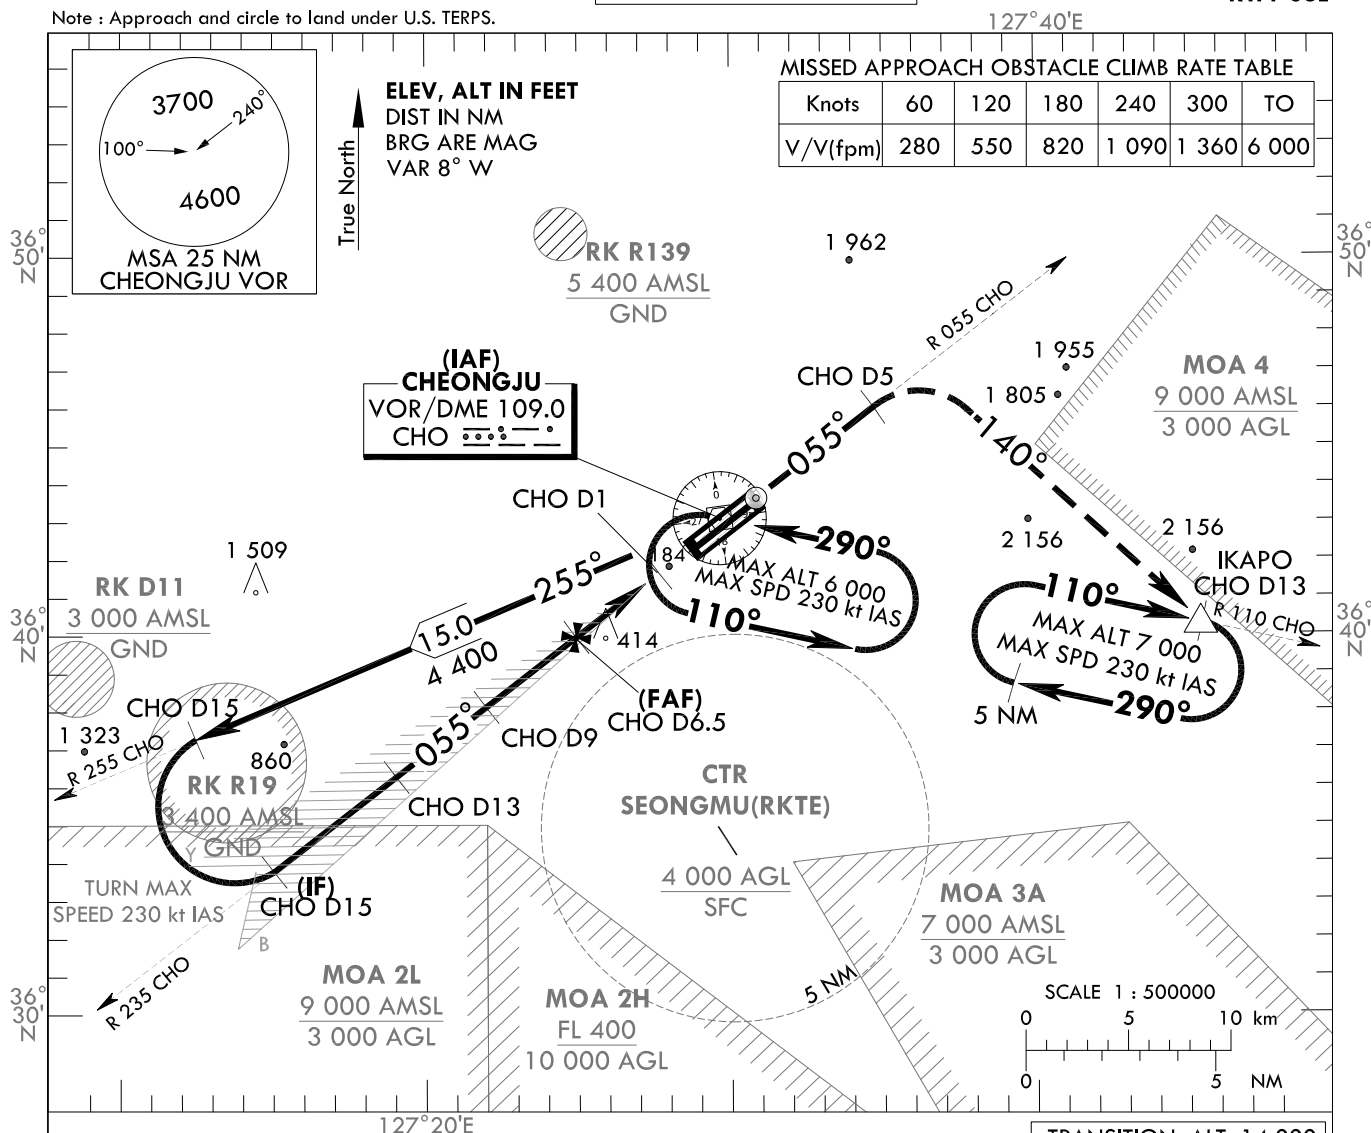 Note : Approach and circle to land under U.S. TERPS.
127°40'E
3700
240°
100°
4600
MSA 25 NM
CHEONGJU VOR
True North
ELEV, ALT IN FEET
DIST IN NM
BRG ARE MAG
VAR 8° W
MISSED APPROACH OBSTACLE CLIMB RATE TABLE
Knots 60 120 180 240 300 TO
V/V(fpm) 280 550 820 1 090 1 360 6 000
36°
50'
N
36°
50'
N
RK R139
5 400 AMSL
GND
1 962
R 055 CHO
1 955
1 805
MOA 4
9 000 AMSL
3 000 AGL
(IAF)
CHEONGJU
VOR/DME 109.0
CHO
CHO D5
055°
140°
CHO D1
0
184
290°
MAX ALT 6 000
MAX SPD 230 kt IAS
110°
2 156
2 156
IKAPO
CHO D13
R 110 CHO
110°
MAX ALT 7 000
MAX SPD 230 kt IAS
290°
5 NM
1 509
RK D11
3 000 AMSL
GND
36°
40'
N
36°
40'
N
255°
15.0
4 400
414
(FAF)
CHO D6.5
CHO D9
055°
CHO D13
CHO D15
1 323
R 255 CHO
860
RK R19
3 400 AMSL
GND
Y
TURN MAX
SPEED 230 kt IAS
(IF)
CHO D15
B
R 235 CHO
CTR
SEONGMU(RKTE)
4 000 AGL
SFC
5 NM
MOA 3A
7 000 AMSL
3 000 AGL
MOA 2L
9 000 AMSL
3 000 AGL
MOA 2H
FL 400
10 000 AGL
36°
30'
N
SCALE 1 : 500000
0 5 10 km
0 5 NM
127°20'E
TRANSITION ALT 14 000